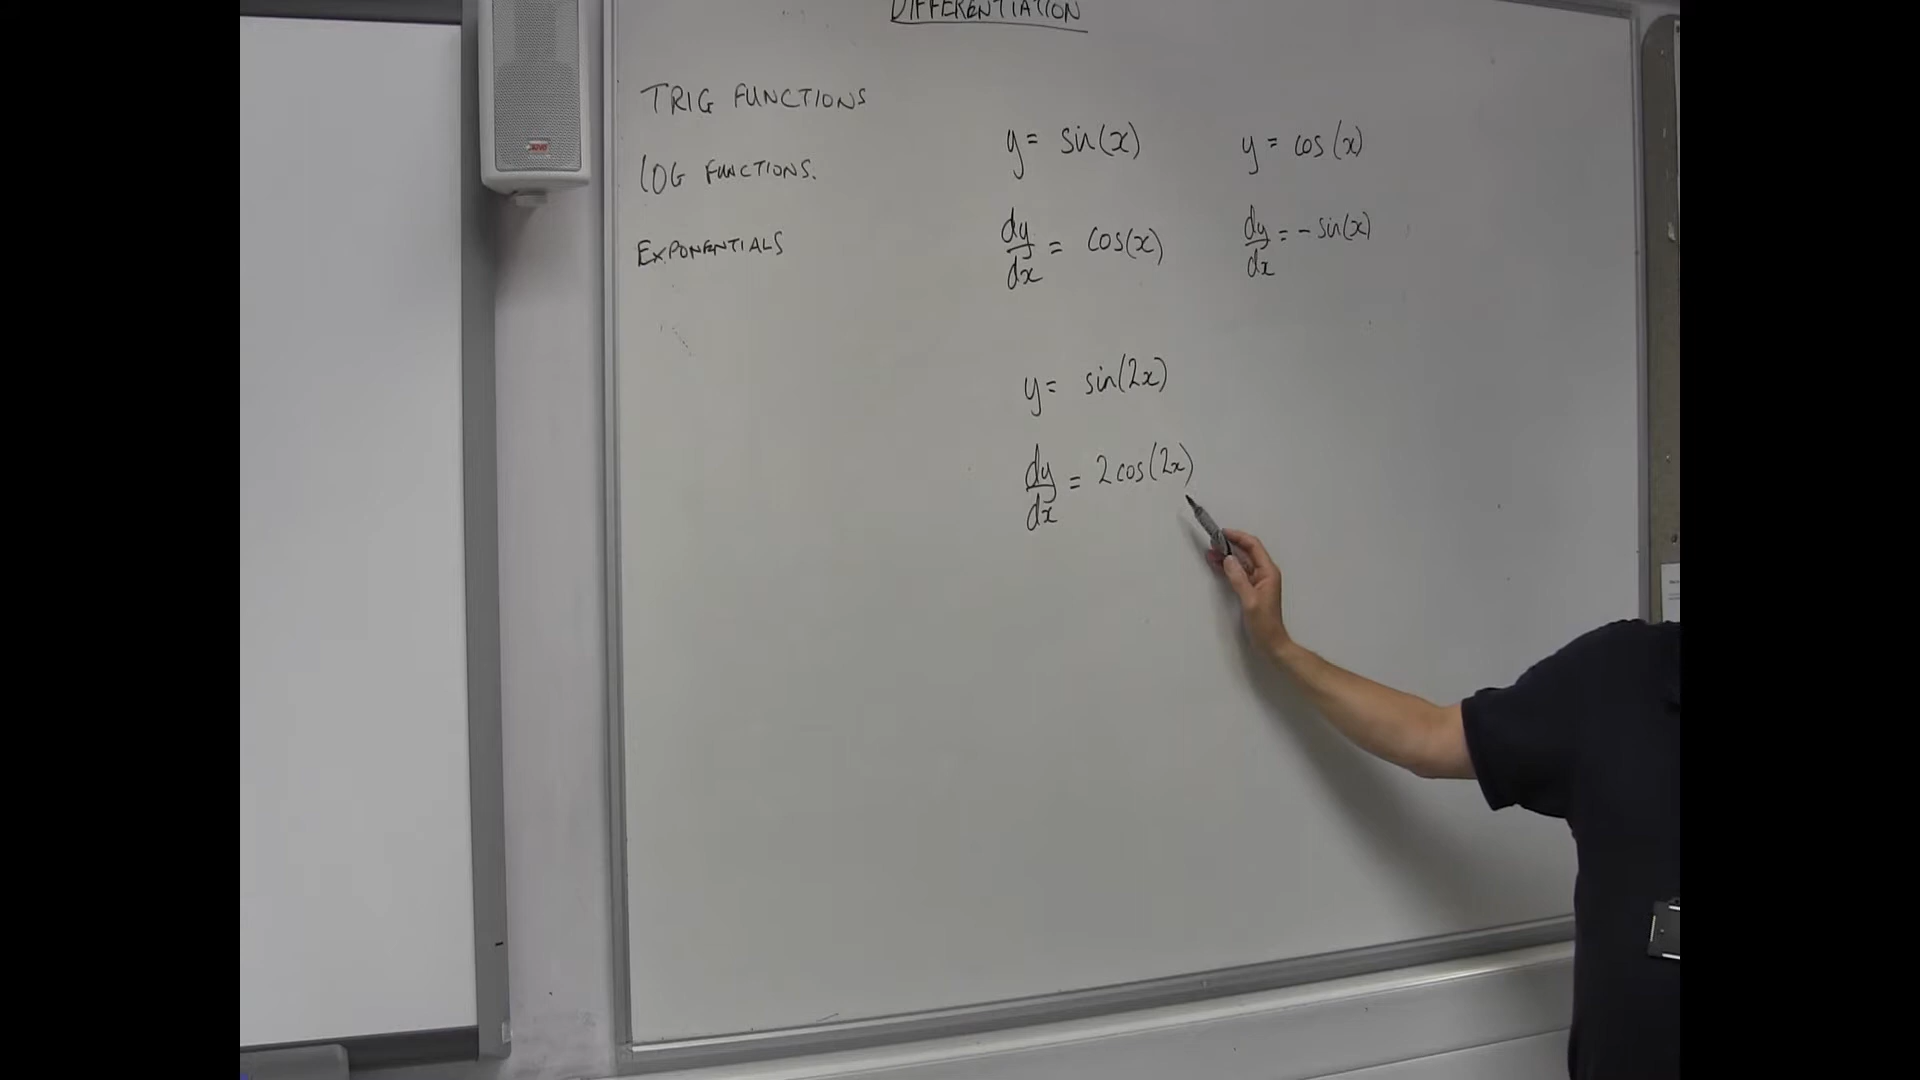 DIFFERENTIATION
TRIG FUNCTIONS
LOG FUNCTIONS.
EXPONENTIALS
y = sin(x)
dy/dx = cos(x)
y = cos(x)
dy/dx = -sin(x)
y = sin(2x)
dy/dx = 2cos(2x)